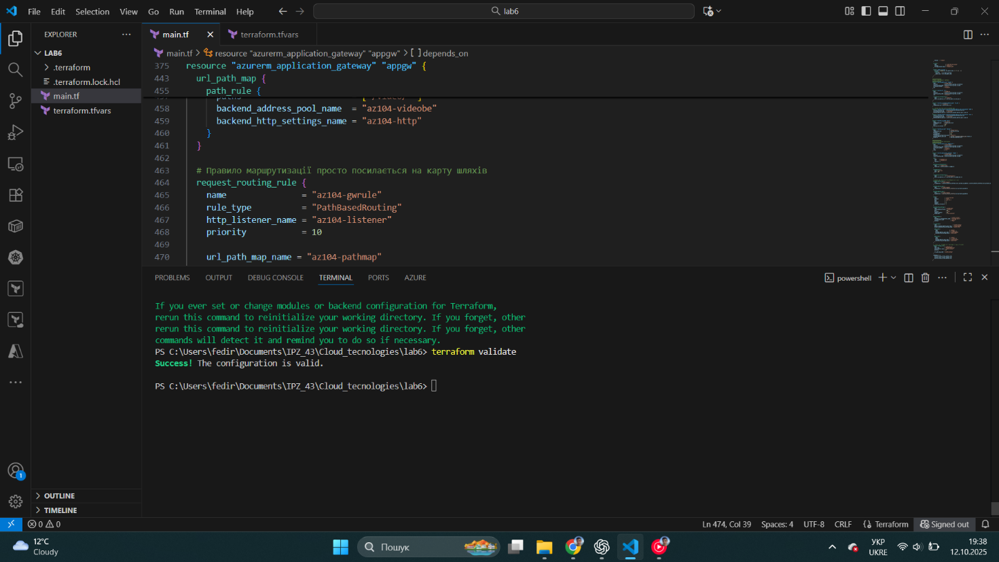 File Edit Selection View Go Run Terminal Help
lab6
EXPLORER
LAB6
.terraform
.terraform.lock.hcl
main.tf
terraform.tfvars
OUTLINE
TIMELINE
main.tf
terraform.tfvars
main.tf > resource "azurerm_application_gateway" "appgw" > [ ] depends_on
375 resource "azurerm_application_gateway" "appgw" {
443 url_path_map {
455 path_rule {
458 backend_address_pool_name = "az104-videobe"
459 backend_http_settings_name = "az104-http"
460 }
461 }
462
463 # Правило маршрутизації просто посилається на карту шляхів
464 request_routing_rule {
465 name = "az104-gwrule"
466 rule_type = "PathBasedRouting"
467 http_listener_name = "az104-listener"
468 priority = 10
469
470 url_path_map_name = "az104-pathmap"
PROBLEMS OUTPUT DEBUG CONSOLE TERMINAL PORTS AZURE
powershell
If you ever set or change modules or backend configuration for Terraform,
rerun this command to reinitialize your working directory. If you forget, other
rerun this command to reinitialize your working directory. If you forget, other
commands will detect it and remind you to do so if necessary.
PS C:\Users\fedir\Documents\IPZ_43\Cloud_tecnologies\lab6> terraform validate
Success! The configuration is valid.
PS C:\Users\fedir\Documents\IPZ_43\Cloud_tecnologies\lab6>
1
0 0
Ln 474, Col 39 Spaces: 4 UTF-8 CRLF Terraform Signed out
12°C
Cloudy
Пошук
УКР
UKRE
19:38
12.10.2025